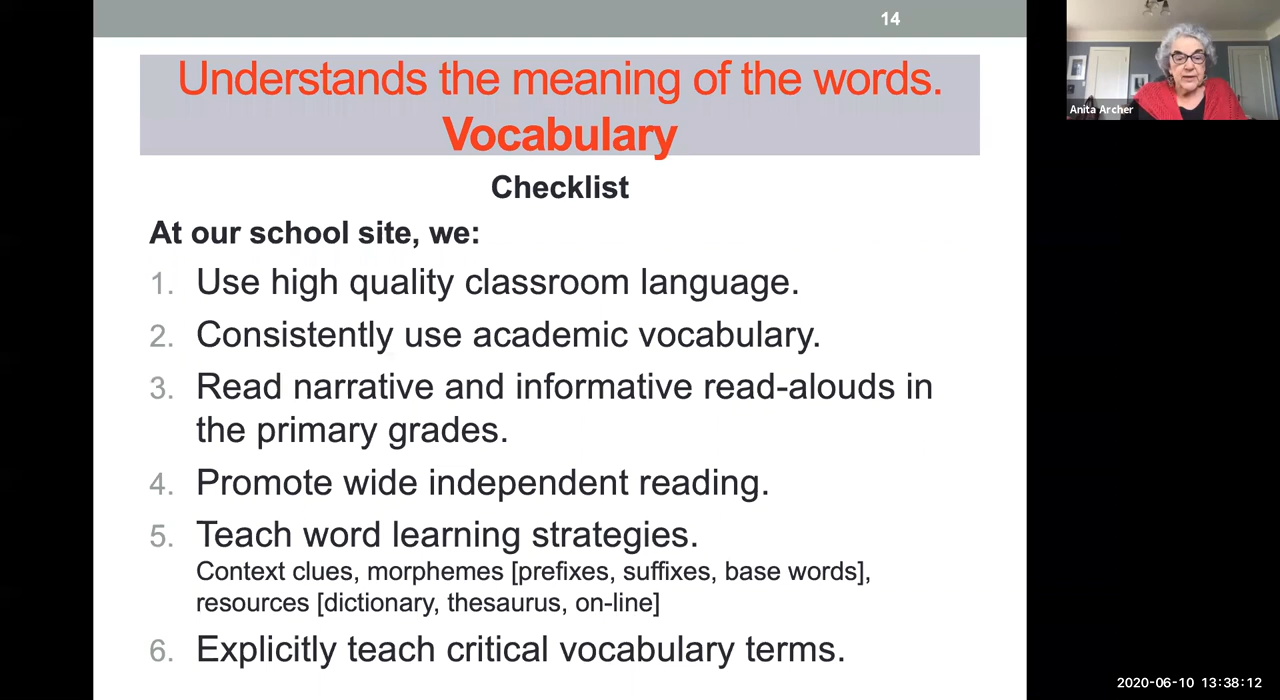 14
Understands the meaning of the words.
Vocabulary
Checklist
At our school site, we:
1. Use high quality classroom language.
2. Consistently use academic vocabulary.
3. Read narrative and informative read-alouds in
the primary grades.
4. Promote wide independent reading.
5. Teach word learning strategies.
Context clues, morphemes [prefixes, suffixes, base words],
resources [dictionary, thesaurus, on-line]
6. Explicitly teach critical vocabulary terms.
Anita Archer
2020-06-10 13:38:12